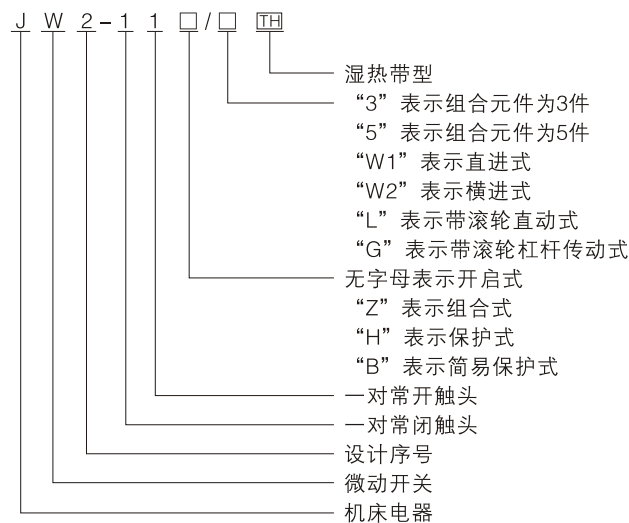 JW2-11□/□ TH
湿热带型
“3”表示组合元件为3件
“5”表示组合元件为5件
“W1”表示直进式
“W2”表示横进式
“L”表示带滚轮直动式
“G”表示带滚轮杠杆传动式
无字母表示开启式
“Z”表示组合式
“H”表示保护式
“B”表示简易保护式
一对常开触头
一对常闭触头
设计序号
微动开关
机床电器